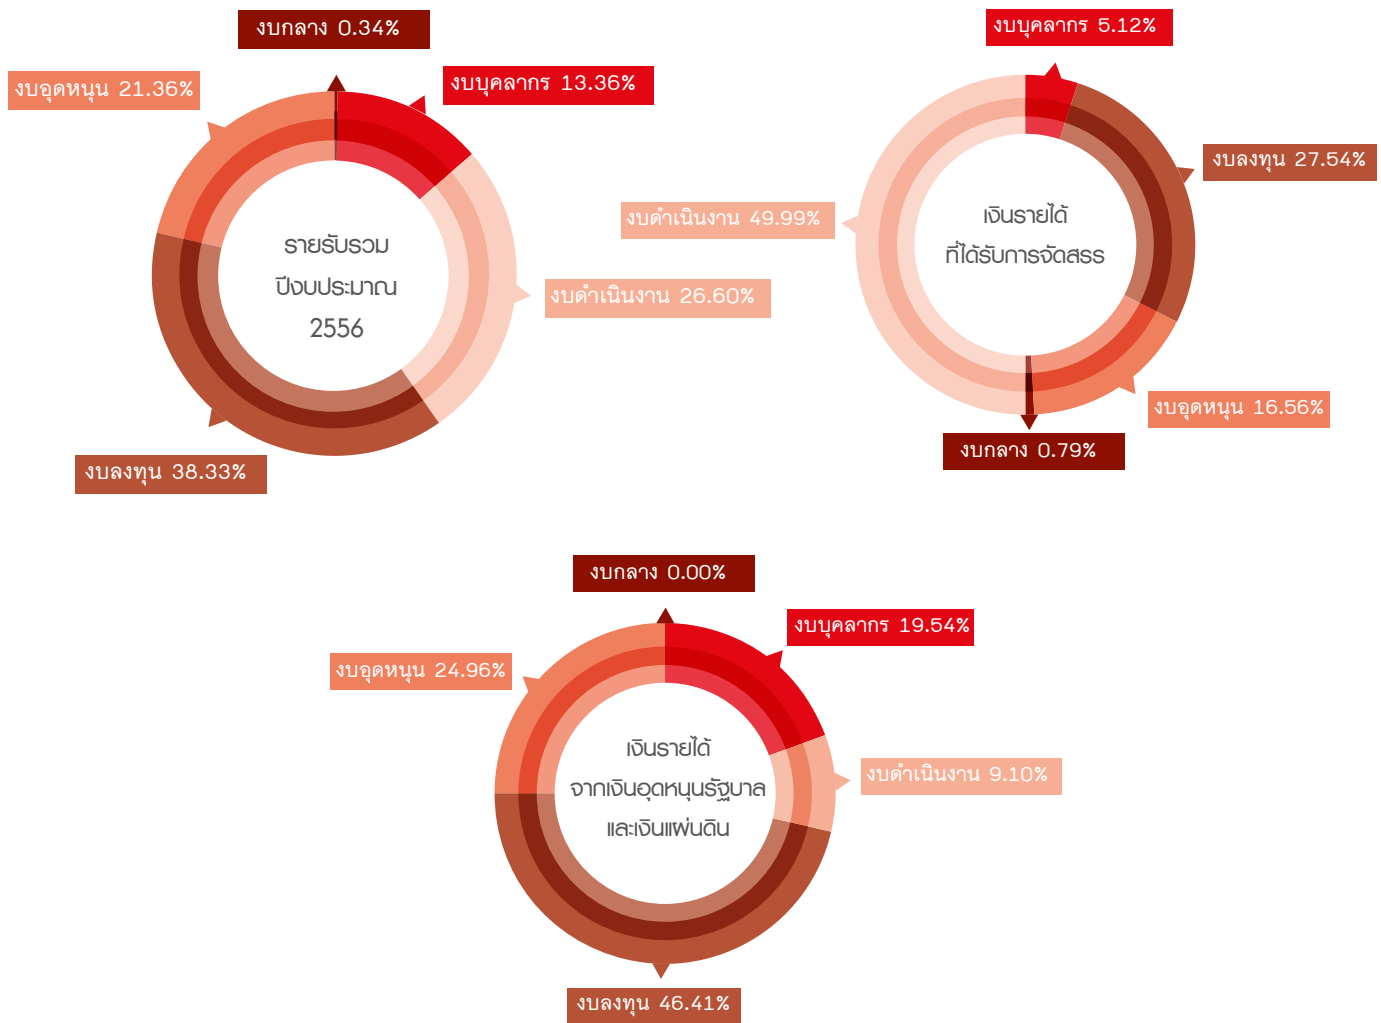 งบกลาง 0.34%
งบบุคลากร 13.36%
งบอุดหนุน 21.36%
รายรับรวม
ปีงบประมาณ
2556
งบดำเนินงาน 26.60%
งบลงทุน 38.33%
งบบุคลากร 5.12%
งบลงทุน 27.54%
งบดำเนินงาน 49.99%
เงินรายได้
ที่ได้รับการจัดสรร
งบอุดหนุน 16.56%
งบกลาง 0.79%
งบกลาง 0.00%
งบบุคลากร 19.54%
งบอุดหนุน 24.96%
เงินรายได้
จากเงินอุดหนุนรัฐบาล
และเงินแผ่นดิน
งบดำเนินงาน 9.10%
งบลงทุน 46.41%